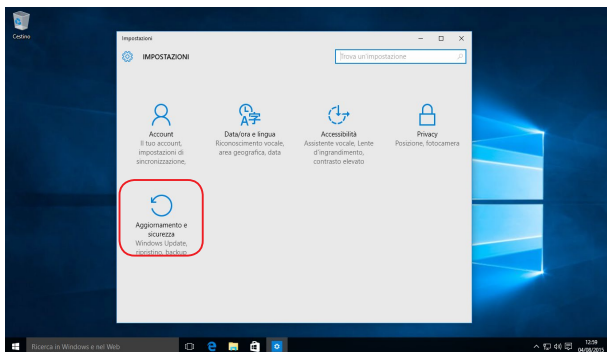 Cestino
Impostazioni
IMPOSTAZIONI
Trova un'impostazione
Account
Il tuo account,
impostazioni di
sincronizzazione,
Data/ora e lingua
Riconoscimento vocale,
area geografica, data
Accessibilità
Assistente vocale, Lente
d'ingrandimento,
contrasto elevato
Privacy
Posizione, fotocamera
Aggiornamento e
sicurezza
Windows Update,
ripristino, backup
Ricerca in Windows e nel Web
12:59
04/08/2015